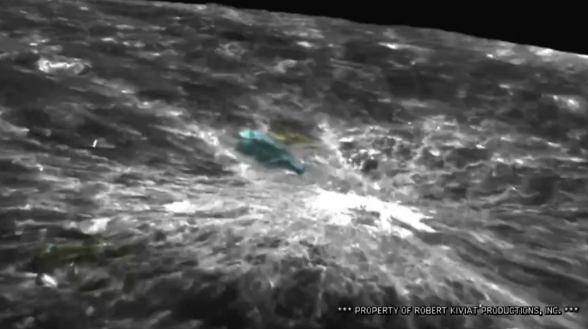 *** PROPERTY OF ROBERT KIVIAT PRODUCTIONS, INC. ***